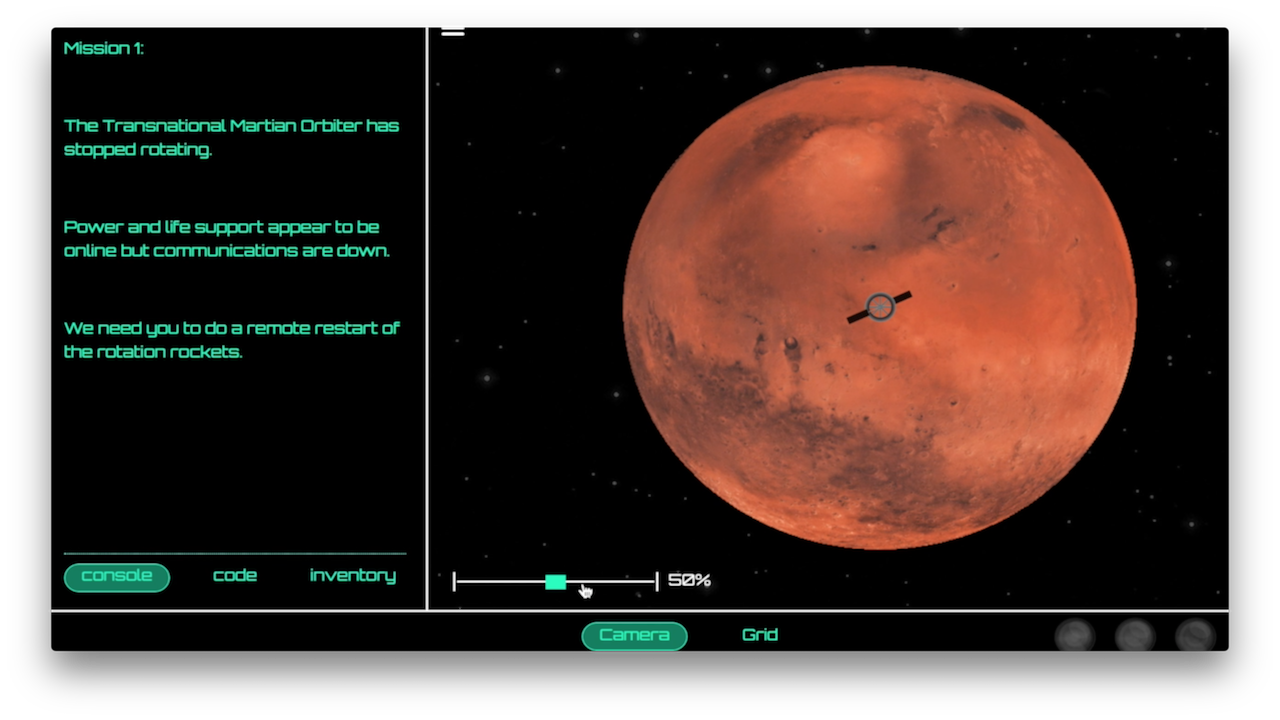 Mission 1:
The Transnational Martian Orbiter has
stopped rotating.
Power and life support appear to be
online but communications are down.
We need you to do a remote restart of
the rotation rockets.
console code inventory
50%
Camera Grid